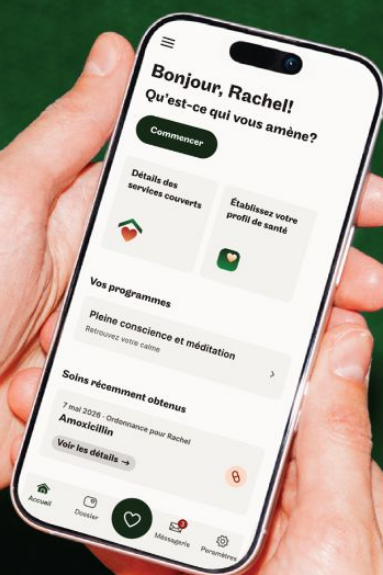 Bonjour, Rachel!
Qu'est-ce qui vous amène?
Commencer
Détails des
services couverts
Établissez votre
profil de santé
Vos programmes
Pleine conscience et méditation
Retrouvez votre calme
Soins récemment obtenus
7 mai 2026 · Ordonnance pour Rachel
Amoxicillin
Voir les détails →
Accueil
Dossier
Messagerie
Paramètres